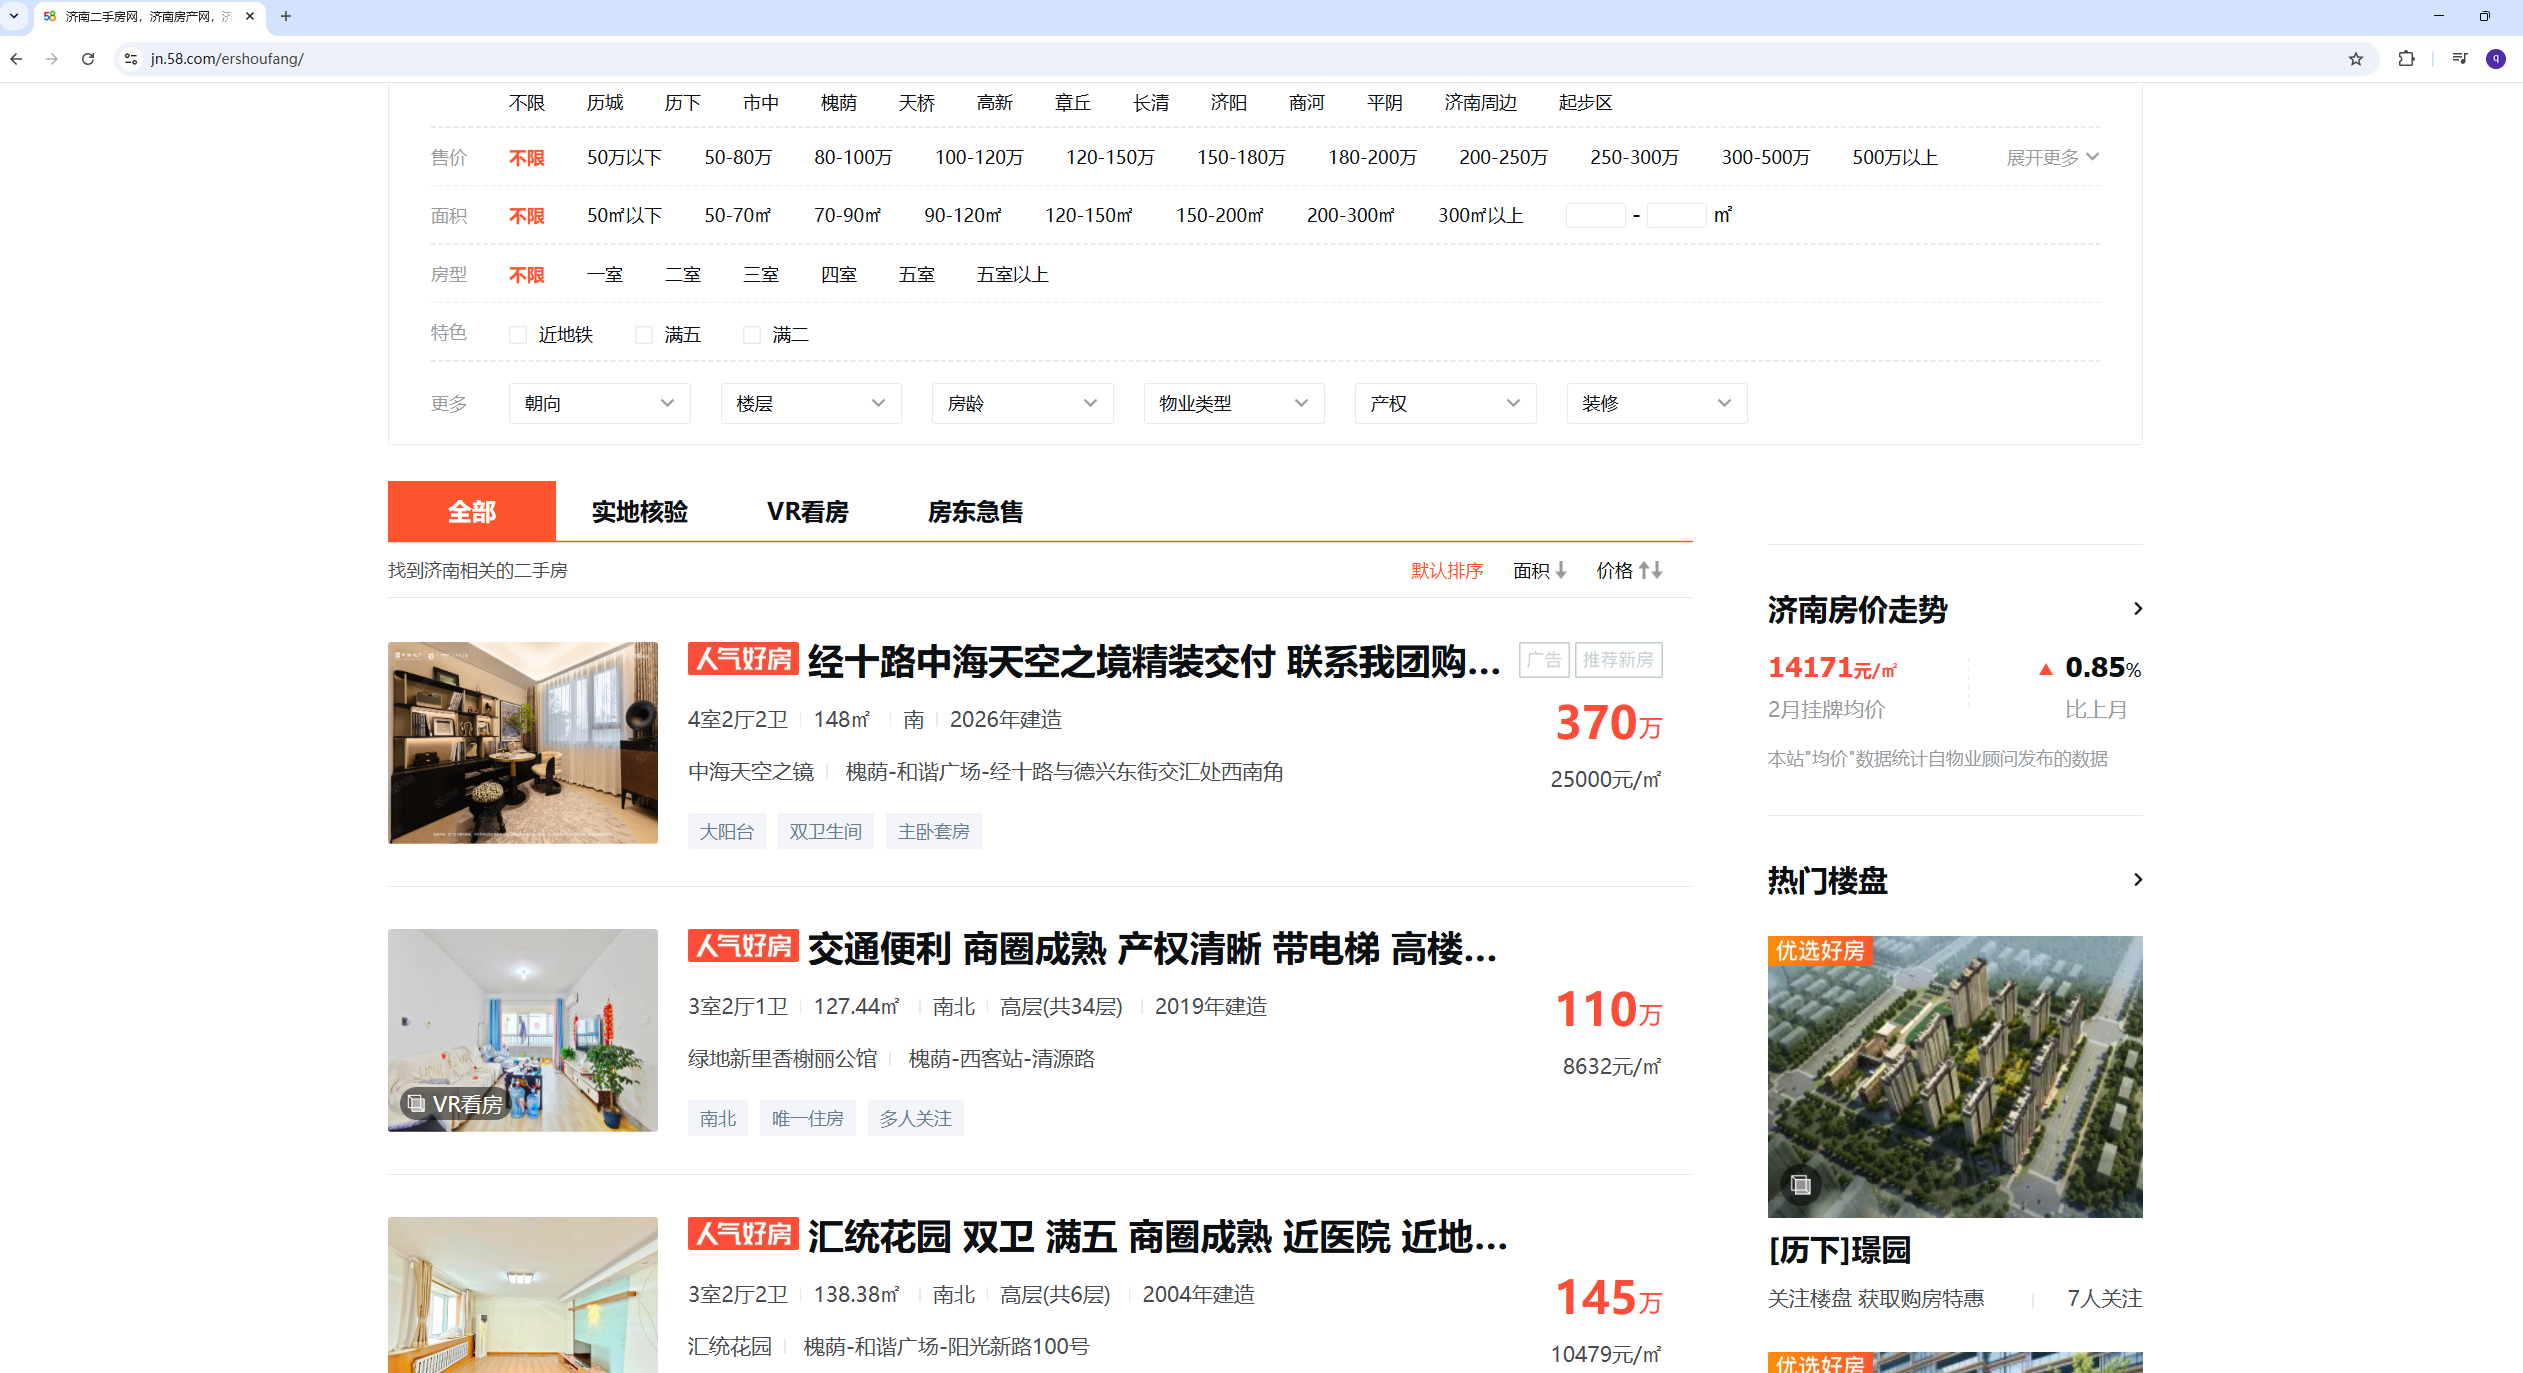 济南二手房网，济南房产网，济
jn.58.com/ershoufang/
不限 历城 历下 市中 槐荫 天桥 高新 章丘 长清 济阳 商河 平阴 济南周边 起步区
售价 不限 50万以下 50-80万 80-100万 100-120万 120-150万 150-180万 180-200万 200-250万 250-300万 300-500万 500万以上 展开更多
面积 不限 50㎡以下 50-70㎡ 70-90㎡ 90-120㎡ 120-150㎡ 150-200㎡ 200-300㎡ 300㎡以上 - ㎡
房型 不限 一室 二室 三室 四室 五室 五室以上
特色 近地铁 满五 满二
更多 朝向 楼层 房龄 物业类型 产权 装修
全部 实地核验 VR看房 房东急售
找到济南相关的二手房 默认排序 面积 价格
人气好房 经十路中海天空之境精装交付 联系我团购... 广告 推荐新房
4室2厅2卫 148㎡ 南 2026年建造
370万
中海天空之镜 槐荫-和谐广场-经十路与德兴东街交汇处西南角
25000元/㎡
大阳台 双卫生间 主卧套房
人气好房 交通便利 商圈成熟 产权清晰 带电梯 高楼...
3室2厅1卫 127.44㎡ 南北 高层(共34层) 2019年建造
110万
绿地新里香榭丽公馆 槐荫-西客站-清源路
8632元/㎡
VR看房
南北 唯一住房 多人关注
人气好房 汇统花园 双卫 满五 商圈成熟 近医院 近地...
3室2厅2卫 138.38㎡ 南北 高层(共6层) 2004年建造
145万
汇统花园 槐荫-和谐广场-阳光新路100号
10479元/㎡
济南房价走势
14171元/㎡ 0.85%
2月挂牌均价 比上月
本站"均价"数据统计自物业顾问发布的数据
热门楼盘
优选好房
[历下]璟园
关注楼盘 获取购房特惠 7人关注
优选好房